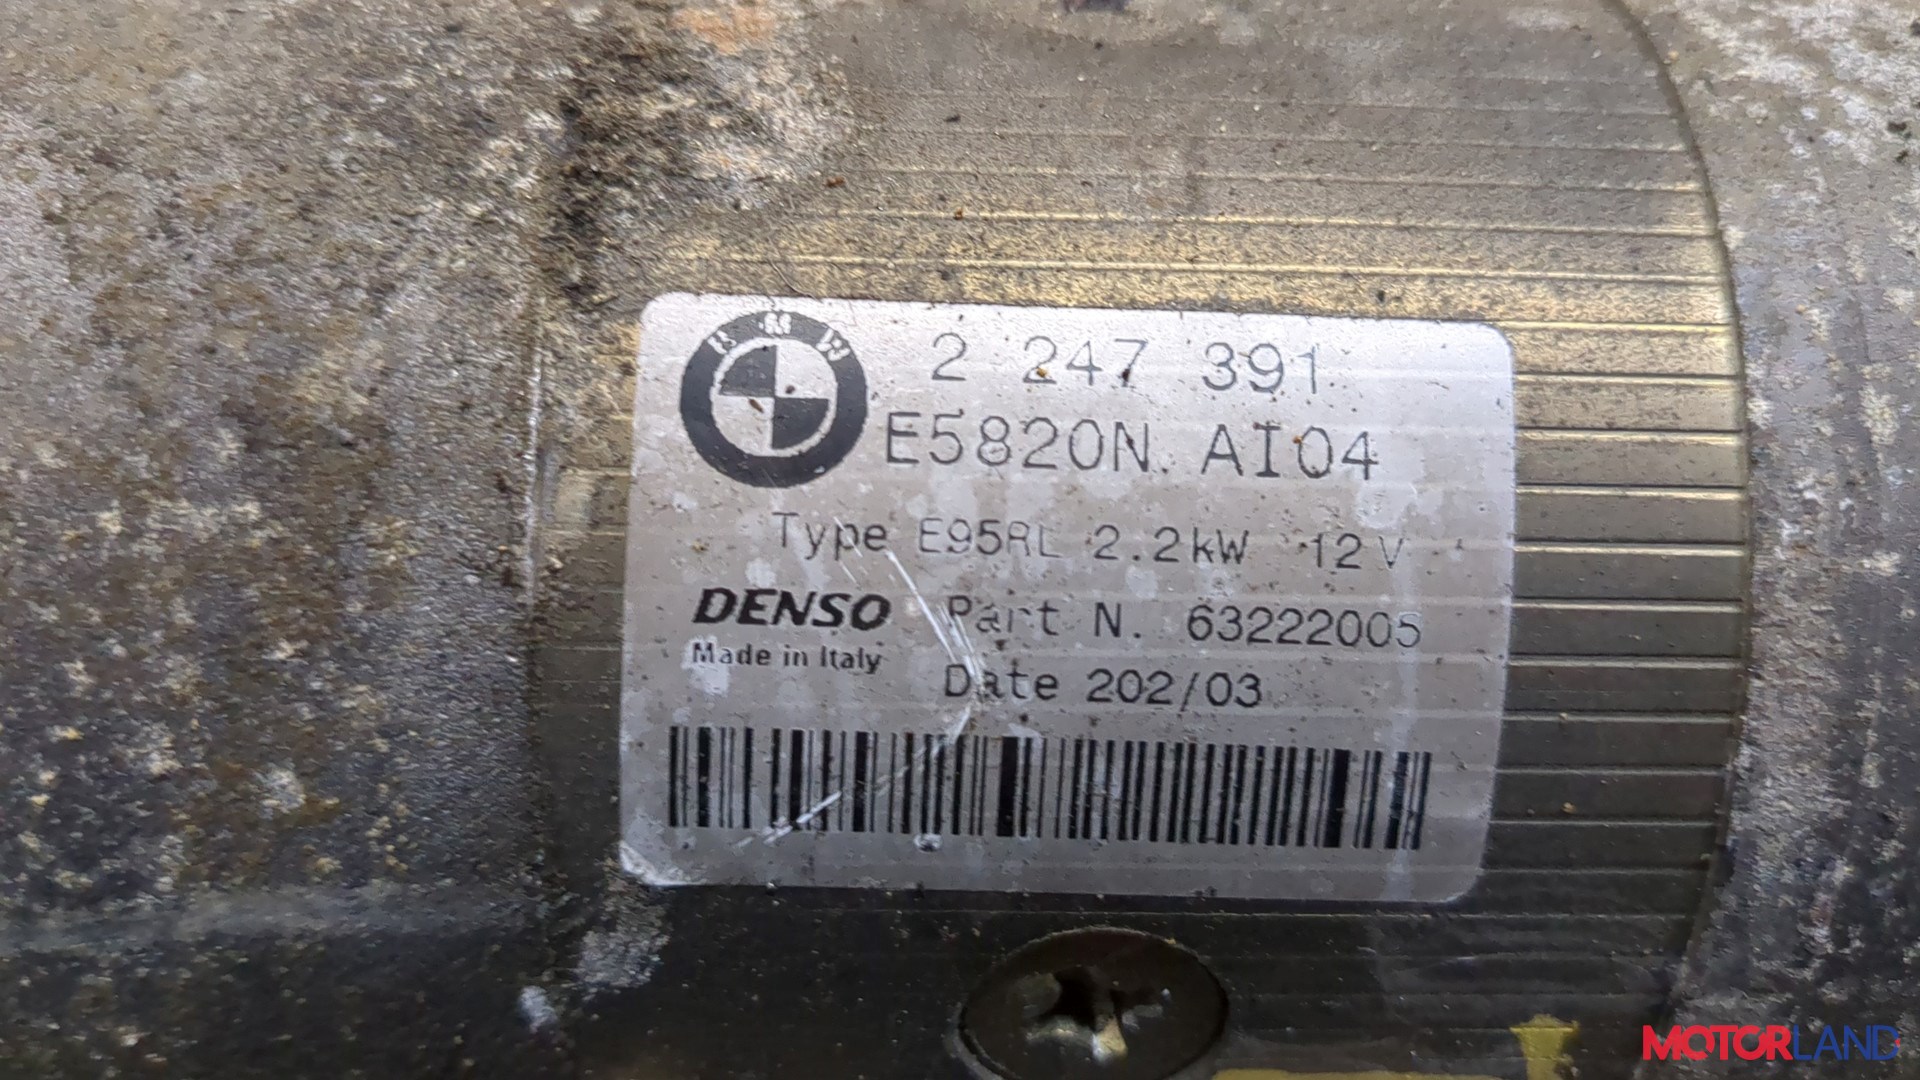 BMW
2 247 391
E5820N. AI04
Type E95RL 2.2kW 12V
DENSO Part N. 63222005
Made in Italy
Date 202/03
MOTORLAND